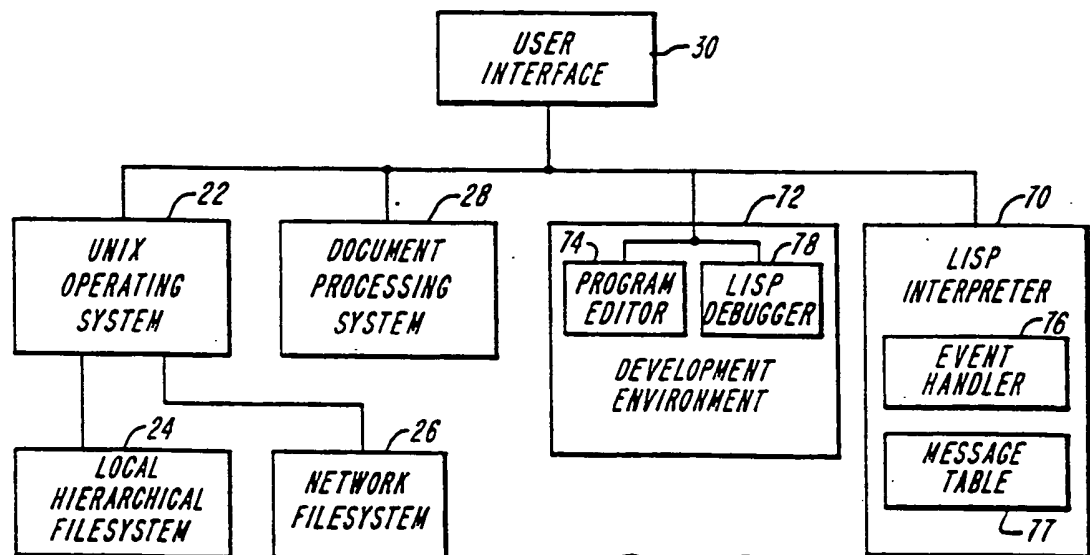 USER
INTERFACE
30
22
UNIX
OPERATING
SYSTEM
28
DOCUMENT
PROCESSING
SYSTEM
72
74
PROGRAM
EDITOR
78
LISP
DEBUGGER
DEVELOPMENT
ENVIRONMENT
70
LISP
INTERPRETER
76
EVENT
HANDLER
MESSAGE
TABLE
77
24
LOCAL
HIERARCHICAL
FILESYSTEM
26
NETWORK
FILESYSTEM